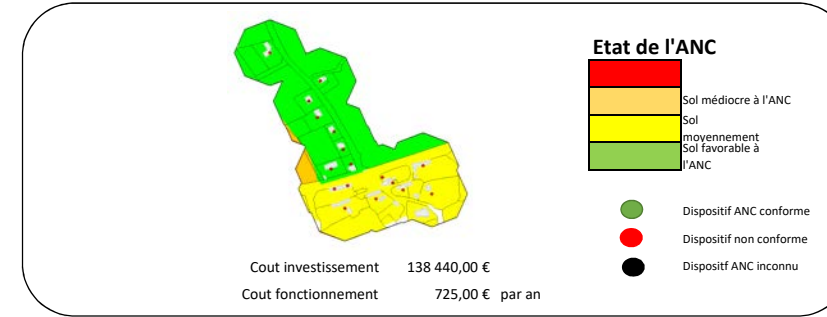 Etat de l'ANC
Sol médiocre à l'ANC
Sol
moyennement
Sol favorable à
l'ANC
Dispositif ANC conforme
Dispositif non conforme
Dispositf ANC inconnu
Cout investissement 138 440,00 €
Cout fonctionnement 725,00 € par an